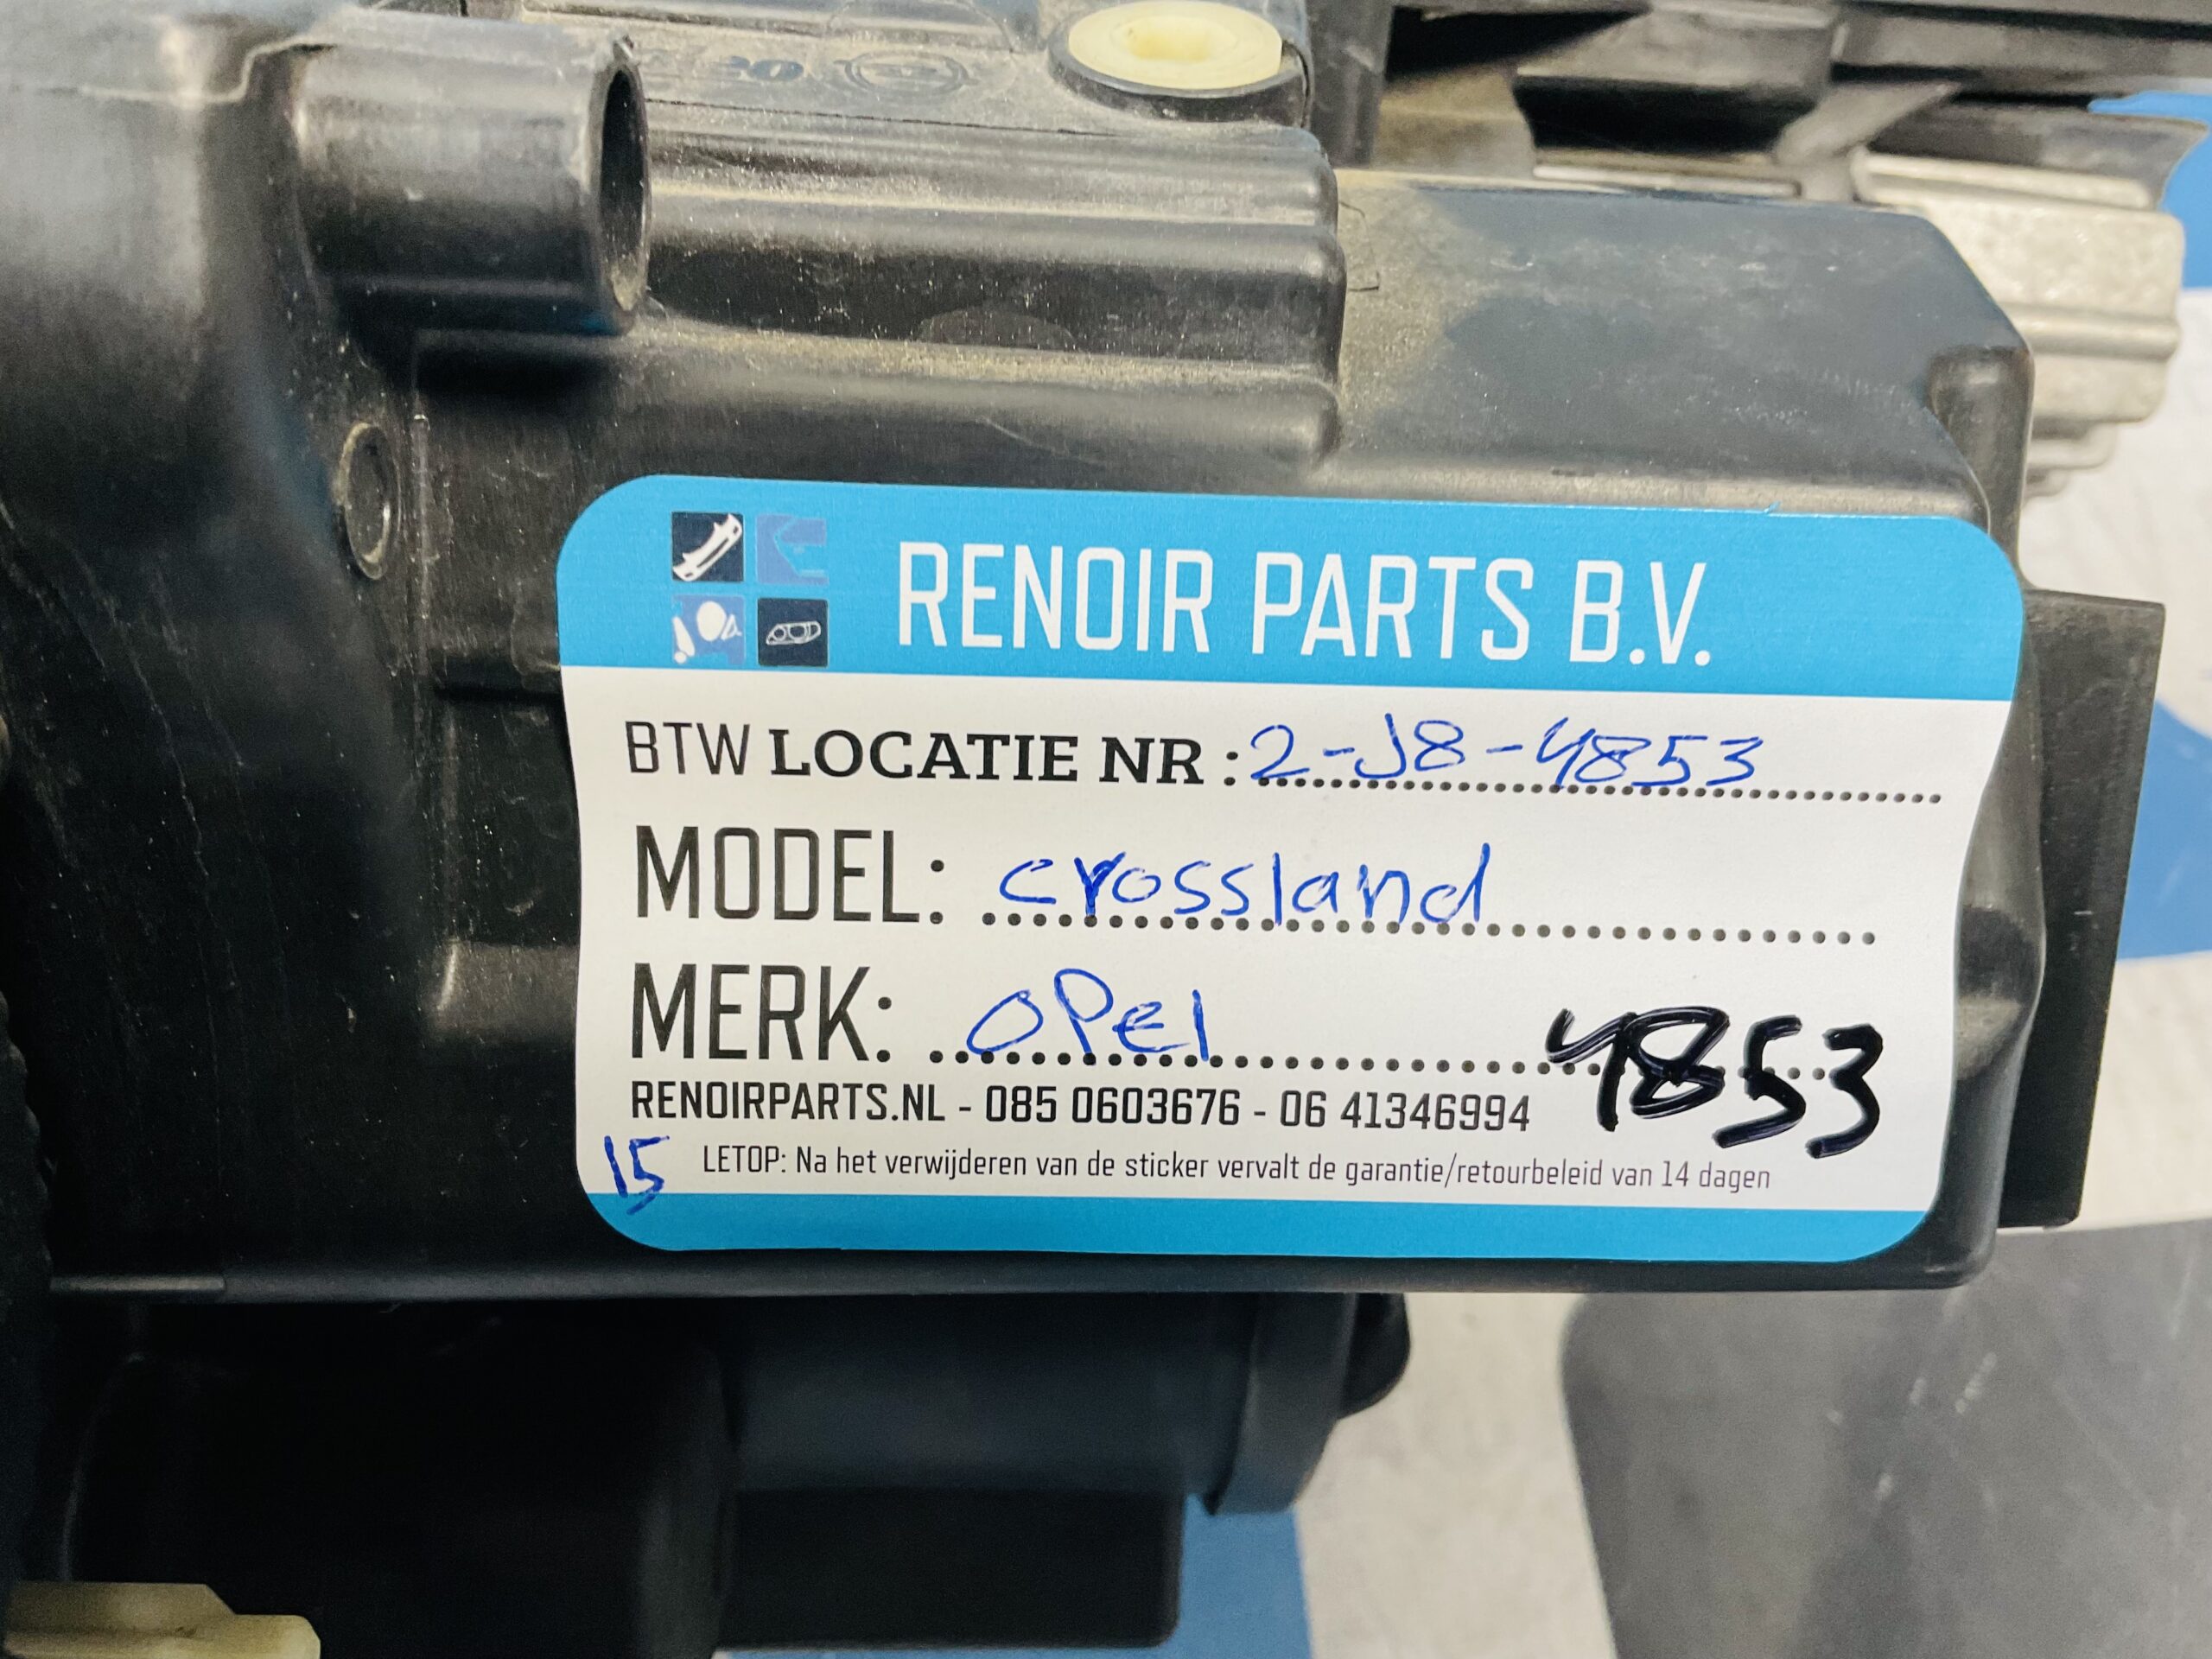 RENOIR PARTS B.V.
BTW LOCATIE NR : 2-J8-4853
MODEL: crossland
MERK: OPEl
4853
RENOIRPARTS.NL - 085 0603676 - 06 41346994
15
LETOP: Na het verwijderen van de sticker vervalt de garantie/retourbeleid van 14 dagen